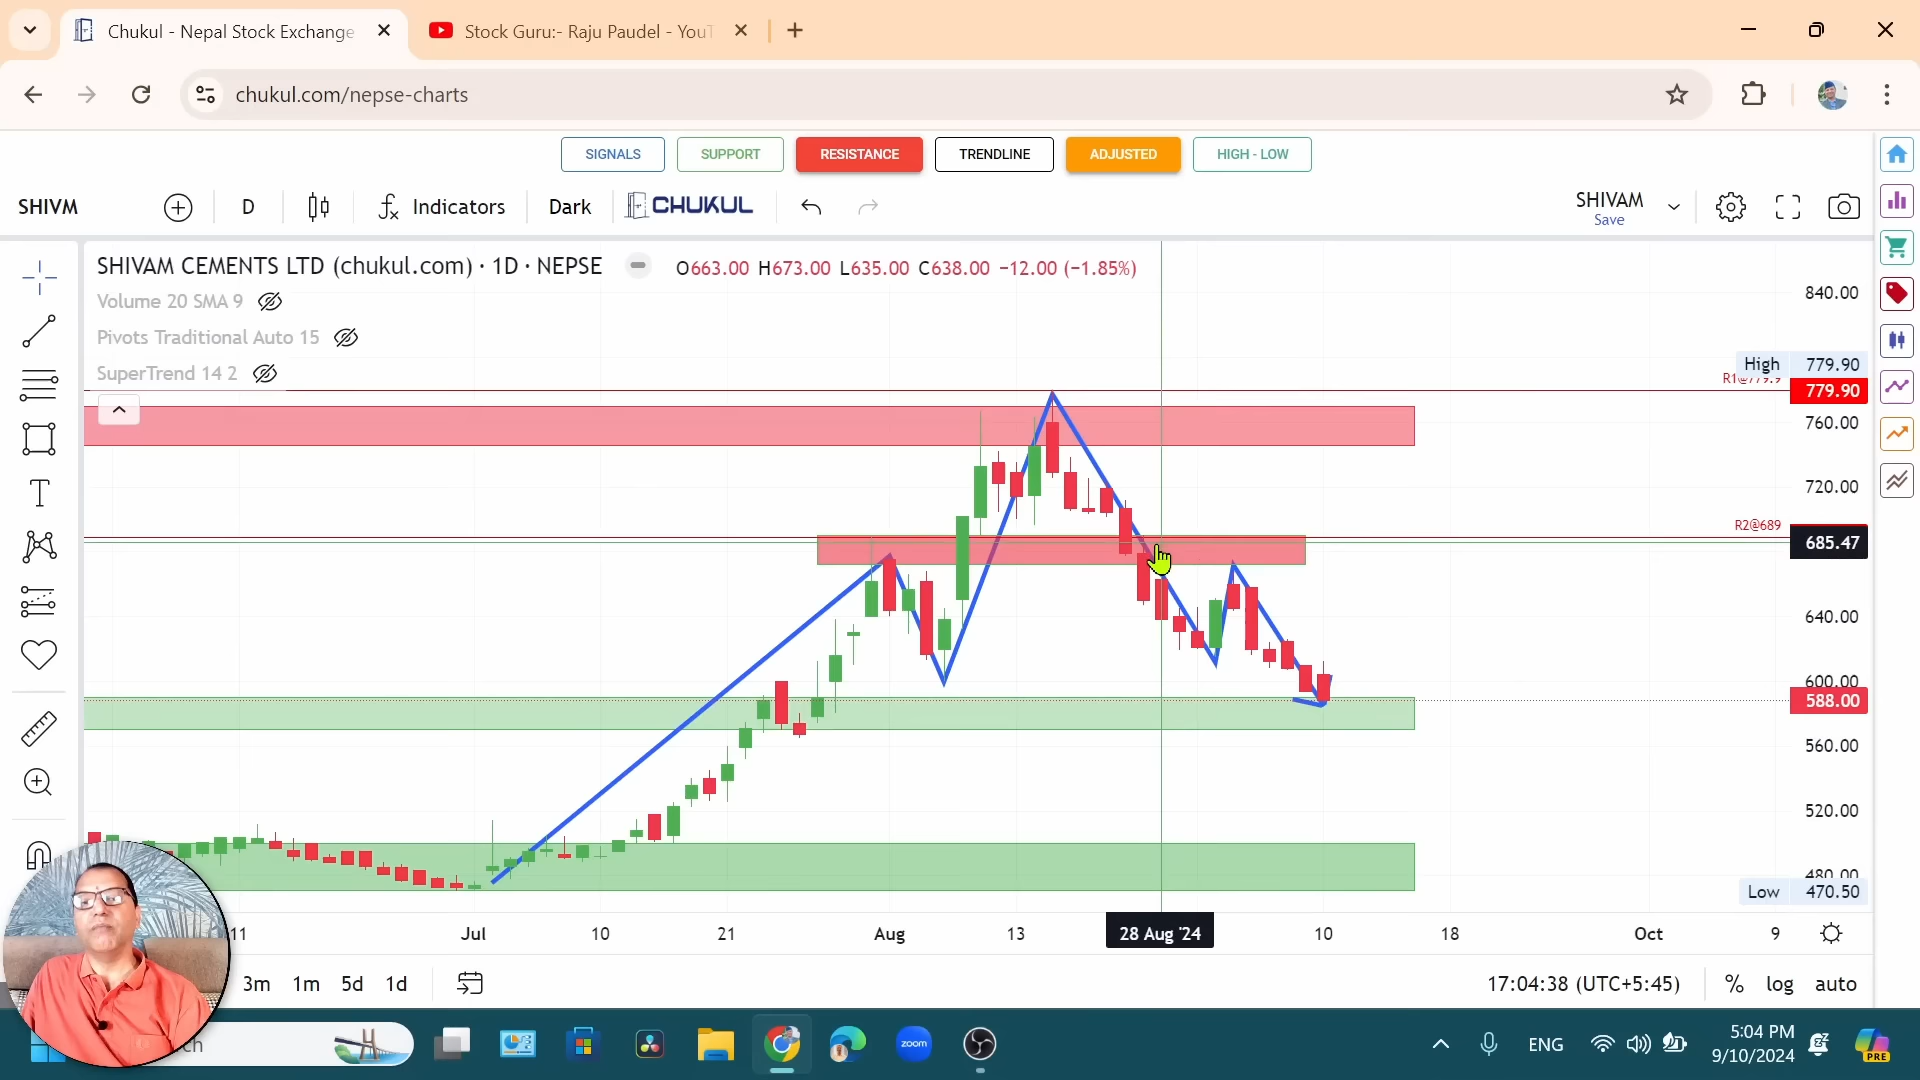 Chukul - Nepal Stock Exchange
Stock Guru:- Raju Paudel - YouT
chukul.com/nepse-charts
SIGNALS
SUPPORT
RESISTANCE
TRENDLINE
ADJUSTED
HIGH - LOW
SHIVM
D
Indicators
Dark
CHUKUL
SHIVAM
Save
SHIVAM CEMENTS LTD (chukul.com) · 1D · NEPSE
O663.00 H673.00 L635.00 C638.00 −12.00 (−1.85%)
Volume 20 SMA 9
Pivots Traditional Auto 15
SuperTrend 14 2
840.00
High 779.90
R1@779.9
779.90
760.00
720.00
R2@689
685.47
640.00
600.00
588.00
560.00
520.00
480.00
Low 470.50
11
Jul
10
21
Aug
13
28 Aug '24
10
18
Oct
9
3m
1m
5d
1d
17:04:38 (UTC+5:45)
%
log
auto
zoom
ENG
5:04 PM
9/10/2024
PRE